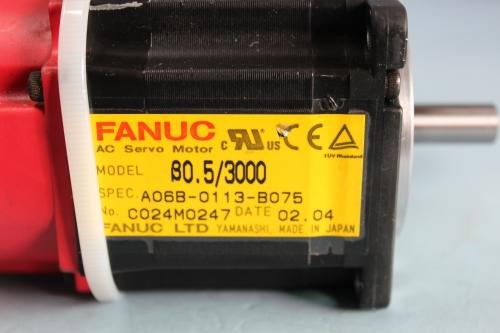 FANUC
AC Servo Motor
C UL US CE TÜV Rheinland
MODEL β0.5/3000
SPEC. A06B-0113-B075
No. C024M0247 DATE 02.04
FANUC LTD YAMANASHI, MADE IN JAPAN